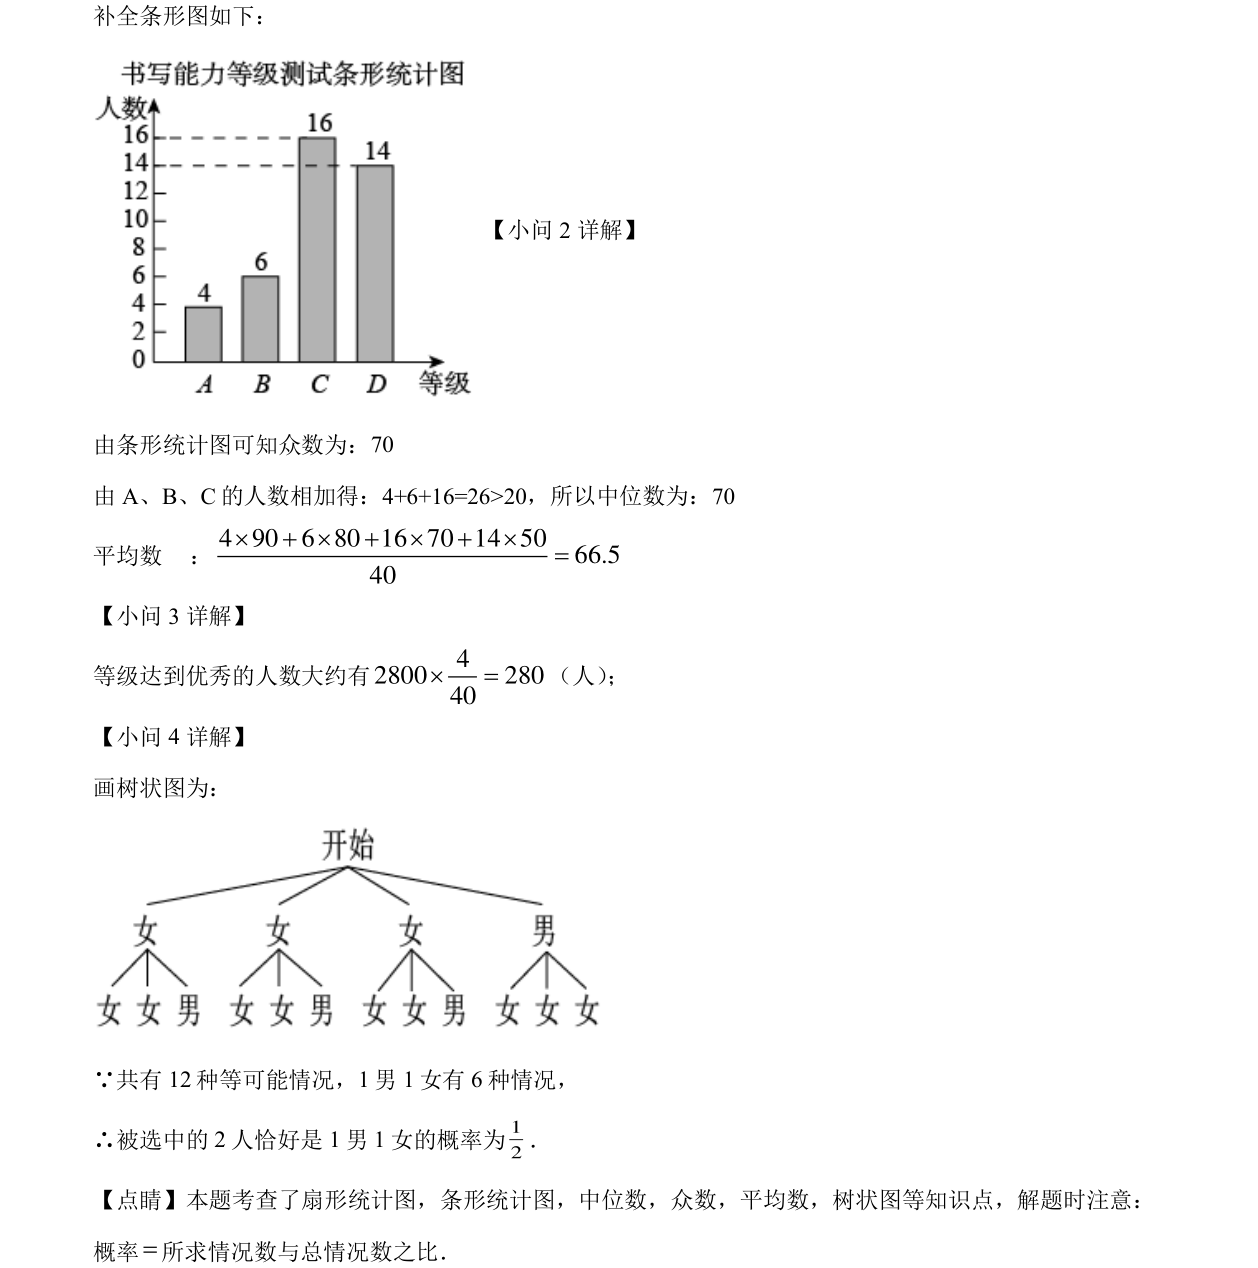 补全条形图如下：
书写能力等级测试条形统计图
人数
16
14
12
10
8
6
4
2
0
4
6
16
14
A B C D 等级
【小问 2 详解】
由条形统计图可知众数为：70
由 A、B、C 的人数相加得：4+6+16=26>20，所以中位数为：70
平均数 ：(4×90+6×80+16×70+14×50)/40=66.5
【小问 3 详解】
等级达到优秀的人数大约有2800×4/40=280（人）；
【小问 4 详解】
画树状图为：
开始
女 女 女 男
女 女 男 女 女 男 女 女 男 女 女 女
∵共有 12 种等可能情况，1 男 1 女有 6 种情况，
∴被选中的 2 人恰好是 1 男 1 女的概率为1/2．
【点睛】本题考查了扇形统计图，条形统计图，中位数，众数，平均数，树状图等知识点，解题时注意：
概率＝所求情况数与总情况数之比．